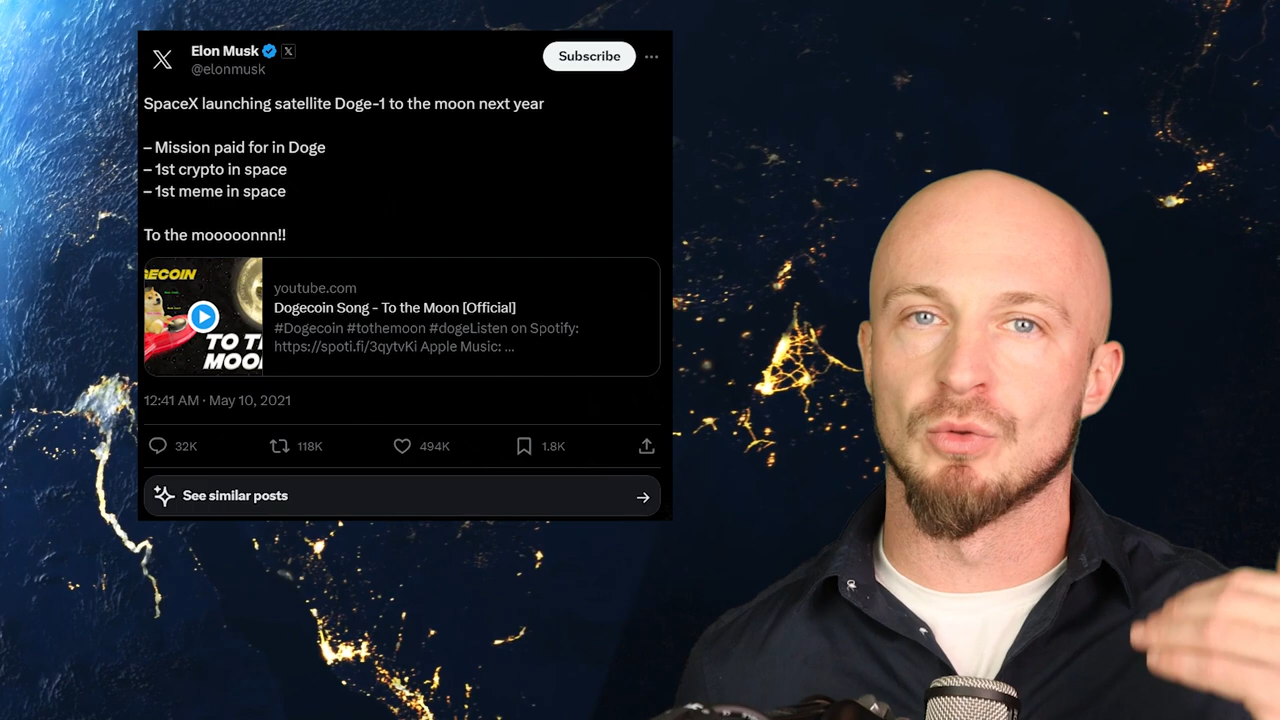 Elon Musk
@elonmusk
Subscribe
SpaceX launching satellite Doge-1 to the moon next year
– Mission paid for in Doge
– 1st crypto in space
– 1st meme in space
To the mooooonnn!!
GECOIN
TO T
MOO
youtube.com
Dogecoin Song – To the Moon [Official]
#Dogecoin #tothemoon #dogeListen on Spotify:
https://spoti.fi/3qytvKi Apple Music: ...
12:41 AM · May 10, 2021
32K 118K 494K 1.8K
See similar posts